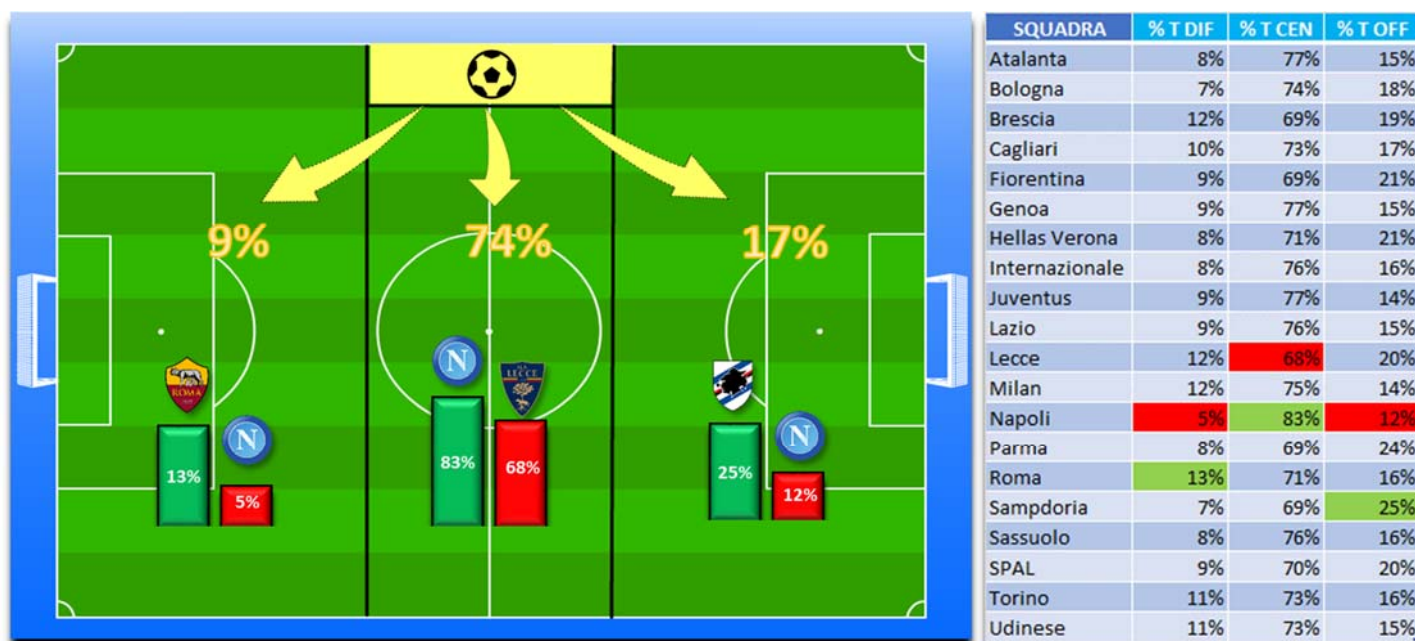 9% 74% 17%
ROMA
N
LECCE
N
N
13%
5%
83%
68%
25%
12%
SQUADRA % T DIF % T CEN % T OFF
Atalanta 8% 77% 15%
Bologna 7% 74% 18%
Brescia 12% 69% 19%
Cagliari 10% 73% 17%
Fiorentina 9% 69% 21%
Genoa 9% 77% 15%
Hellas Verona 8% 71% 21%
Internazionale 8% 76% 16%
Juventus 9% 77% 14%
Lazio 9% 76% 15%
Lecce 12% 68% 20%
Milan 12% 75% 14%
Napoli 5% 83% 12%
Parma 8% 69% 24%
Roma 13% 71% 16%
Sampdoria 7% 69% 25%
Sassuolo 8% 76% 16%
SPAL 9% 70% 20%
Torino 11% 73% 16%
Udinese 11% 73% 15%